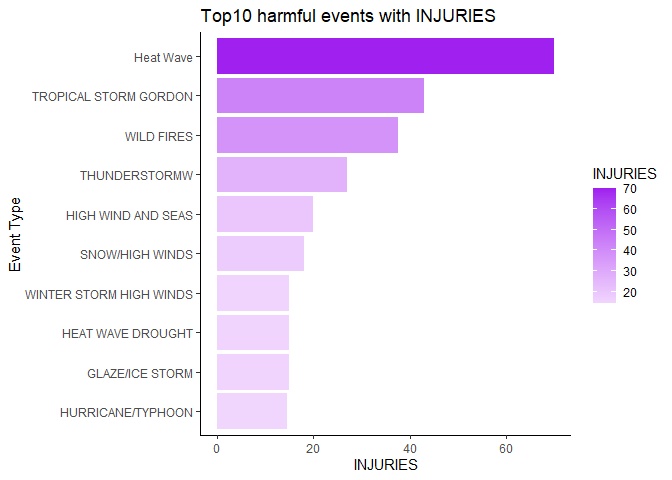 Top10 harmful events with INJURIES
Event Type
Heat Wave
TROPICAL STORM GORDON
WILD FIRES
THUNDERSTORMW
HIGH WIND AND SEAS
SNOW/HIGH WINDS
WINTER STORM HIGH WINDS
HEAT WAVE DROUGHT
GLAZE/ICE STORM
HURRICANE/TYPHOON
0 20 40 60
INJURIES
INJURIES
70
60
50
40
30
20